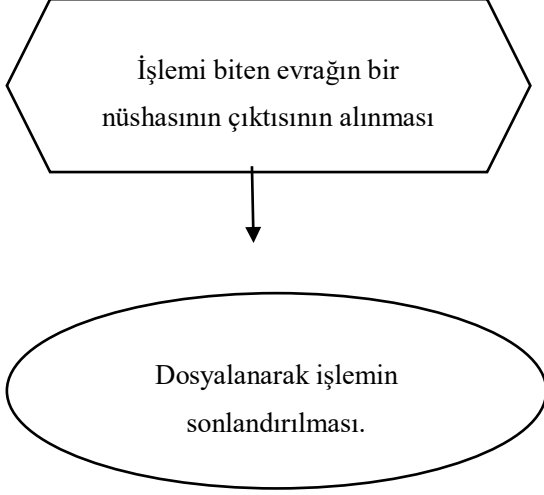 İşlemi biten evrağın bir
nüshasının çıktısının alınması
Dosyalanarak işlemin
sonlandırılması.